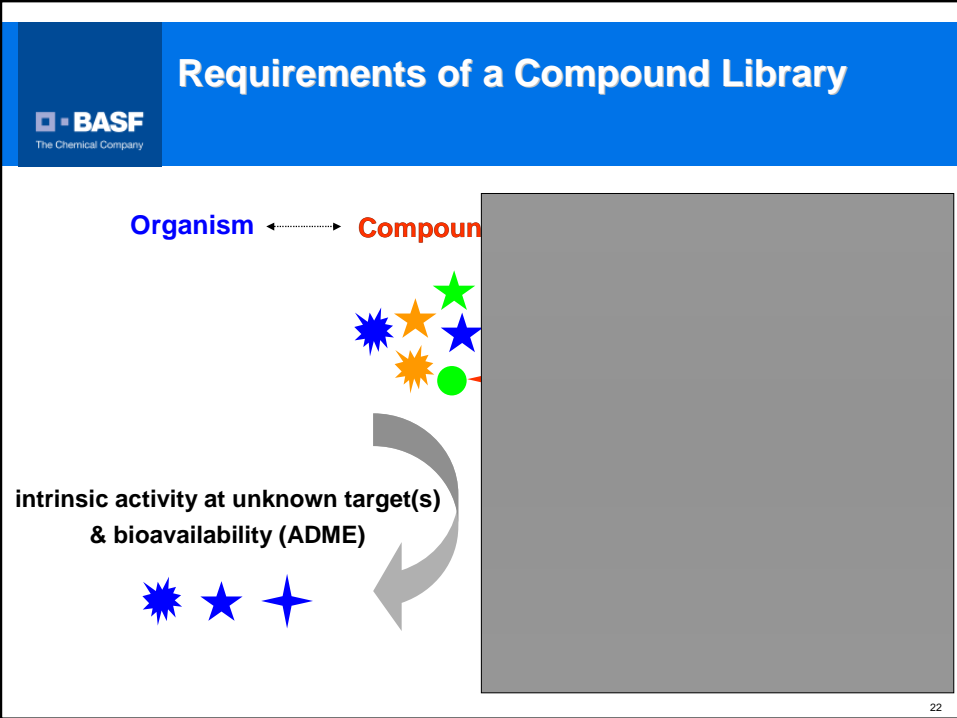 Requirements of a Compound Library
BASF
The Chemical Company
Organism
intrinsic activity at unknown target(s)
& bioavailability (ADME)
22